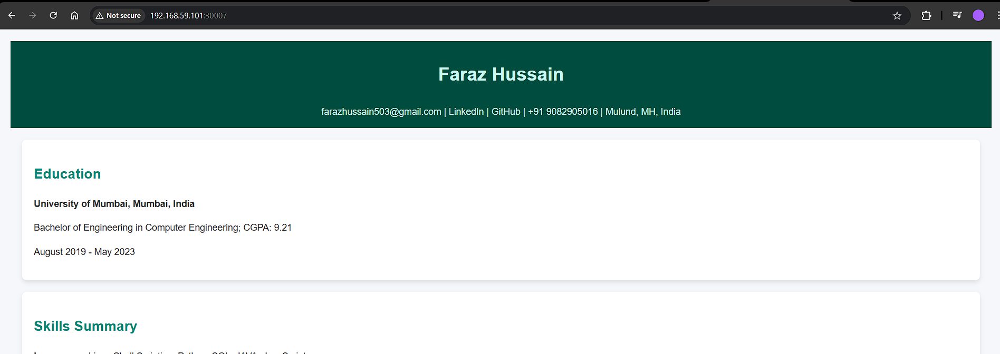 Not secure 192.168.59.101:30007
Faraz Hussain
farazhussain503@gmail.com | LinkedIn | GitHub | +91 9082905016 | Mulund, MH, India
Education
University of Mumbai, Mumbai, India
Bachelor of Engineering in Computer Engineering; CGPA: 9.21
August 2019 - May 2023
Skills Summary